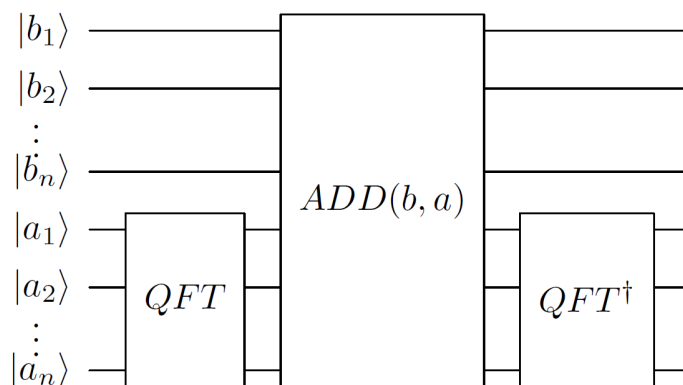 |b₁⟩
|b₂⟩
⋮
|bₙ⟩
ADD(b, a)
|a₁⟩
|a₂⟩
QFT
QFT†
⋮
|aₙ⟩